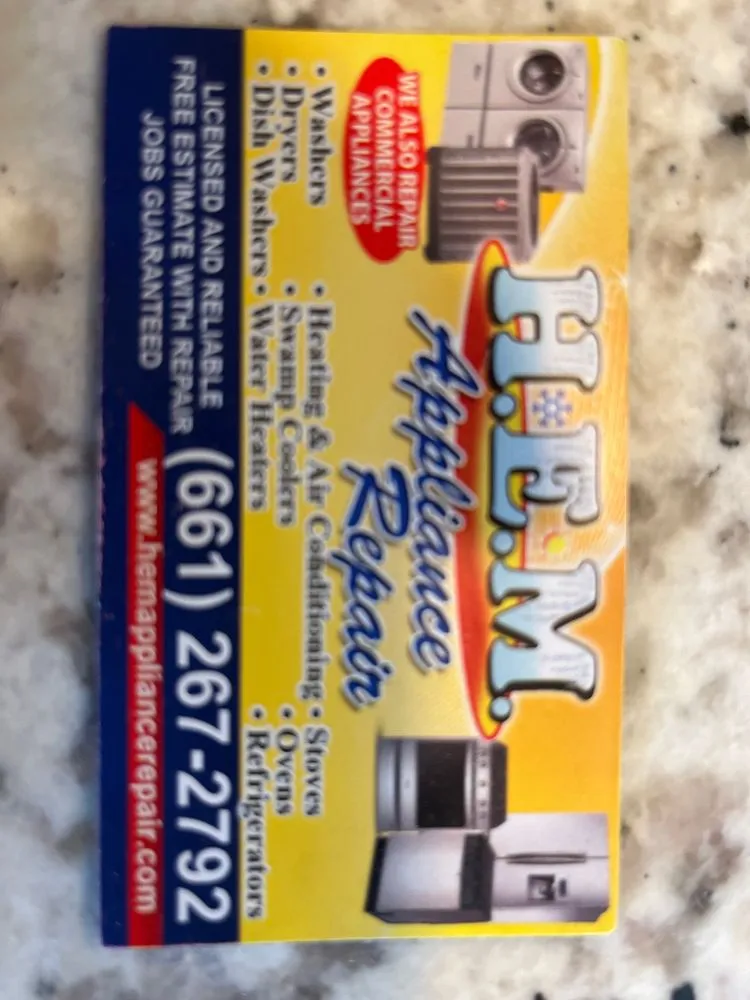 H.E.M.
Appliance
Repair
WE ALSO REPAIR
COMMERCIAL
APPLIANCES
• Washers
• Dryers
• Dish Washers
• Heating & Air Conditioning
• Swamp Coolers
• Water Heaters
• Stoves
• Ovens
• Refrigerators
LICENSED AND RELIABLE
FREE ESTIMATE WITH REPAIR
JOBS GUARANTEED
(661) 267-2792
www.hemappliancerepair.com